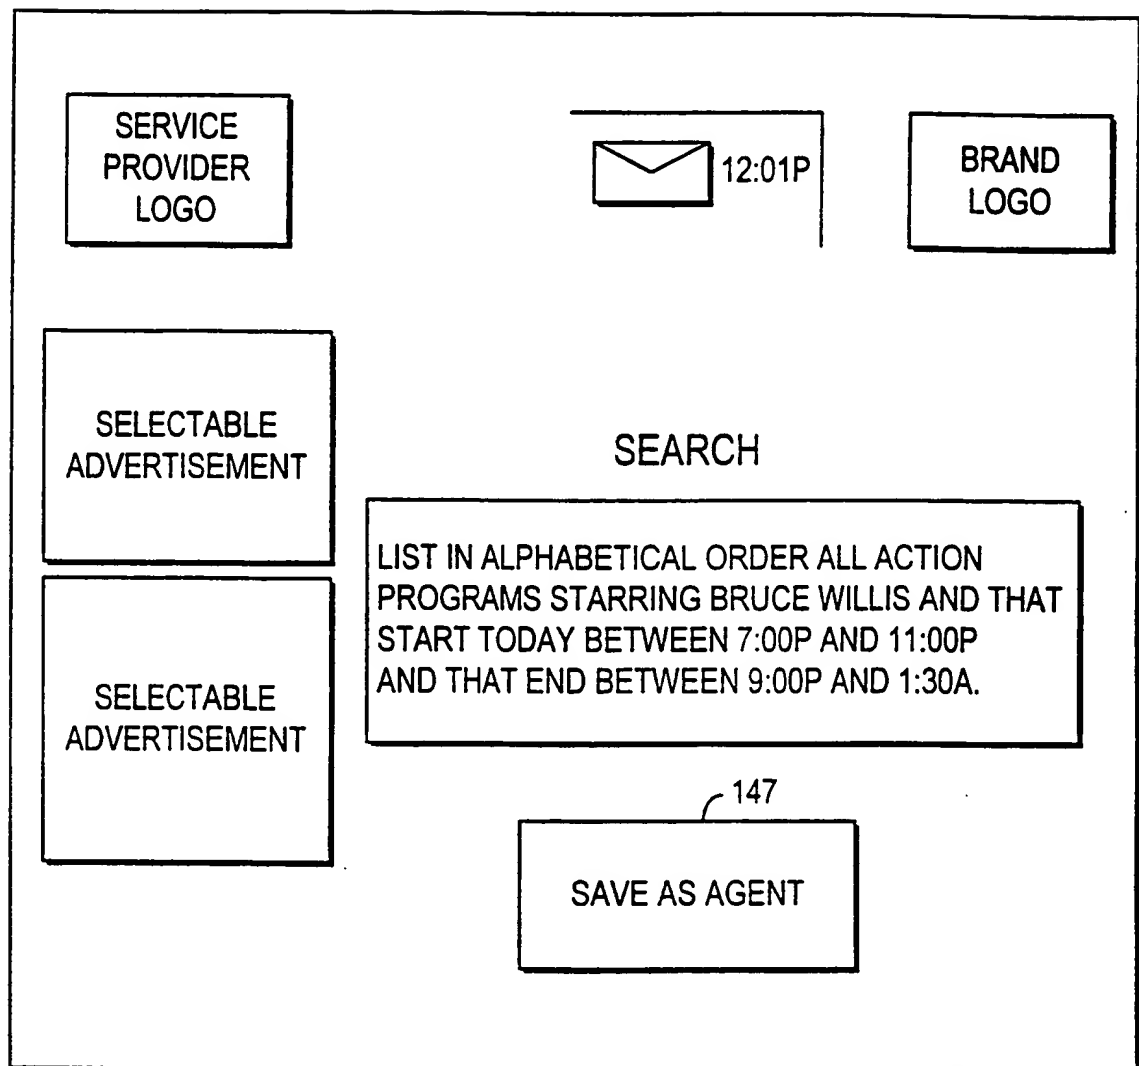 SERVICE
PROVIDER
LOGO
12:01P
BRAND
LOGO
SELECTABLE
ADVERTISEMENT
SELECTABLE
ADVERTISEMENT
SEARCH
LIST IN ALPHABETICAL ORDER ALL ACTION
PROGRAMS STARRING BRUCE WILLIS AND THAT
START TODAY BETWEEN 7:00P AND 11:00P
AND THAT END BETWEEN 9:00P AND 1:30A.
147
SAVE AS AGENT